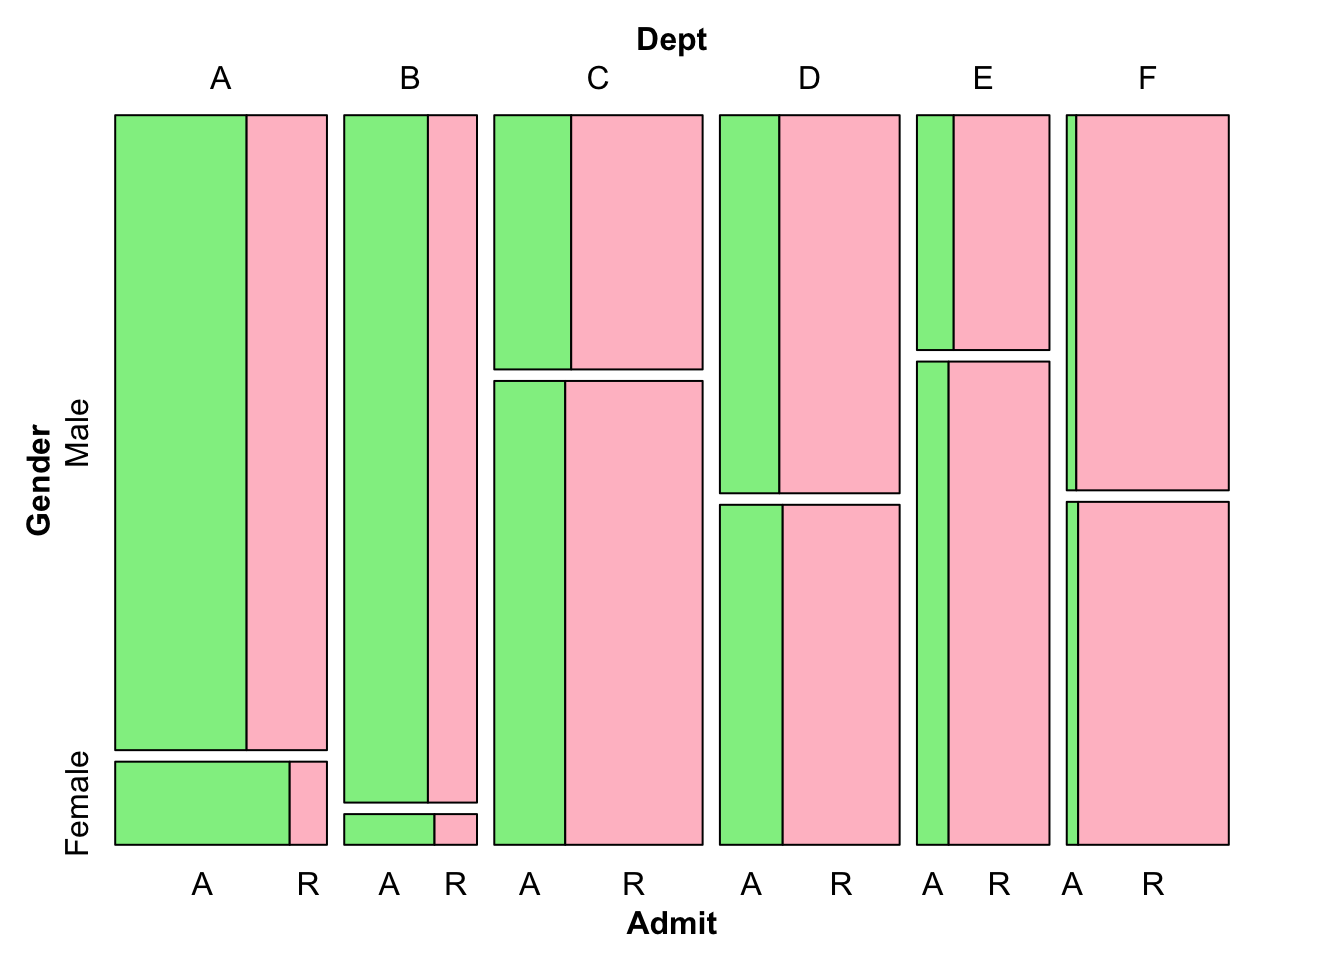 Dept
A B C D E F
Gender
Male
Female
A R A R A R A R A R A R
Admit